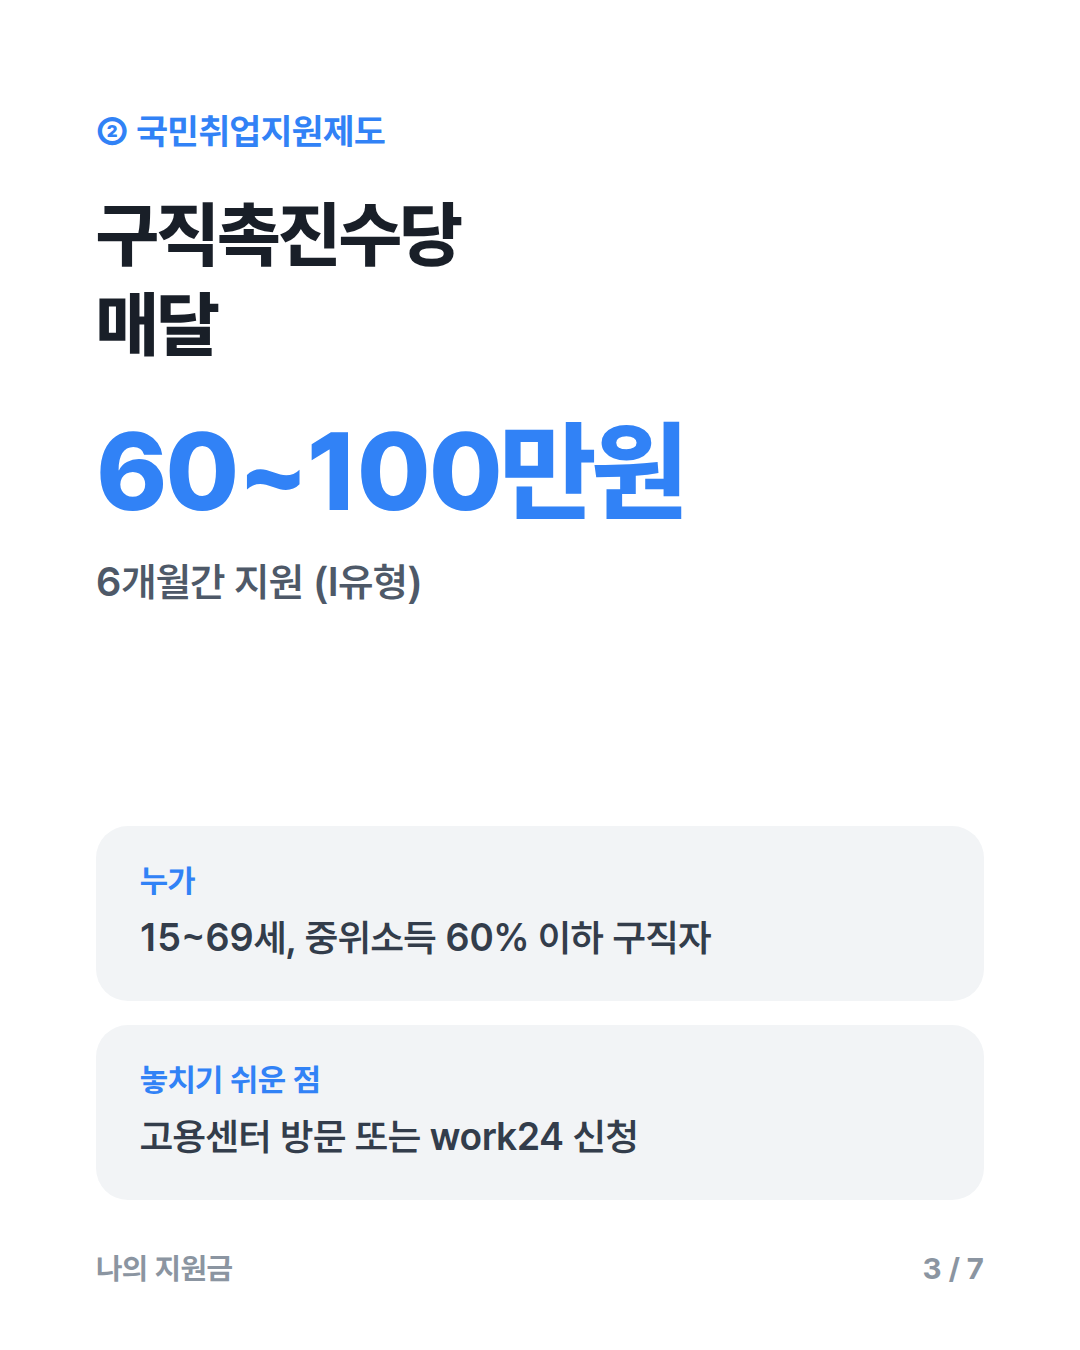 ② 국민취업지원제도
구직촉진수당
매달
60~100만원
6개월간 지원 (I유형)
누가
15~69세, 중위소득 60% 이하 구직자
놓치기 쉬운 점
고용센터 방문 또는 work24 신청
나의 지원금
3 / 7